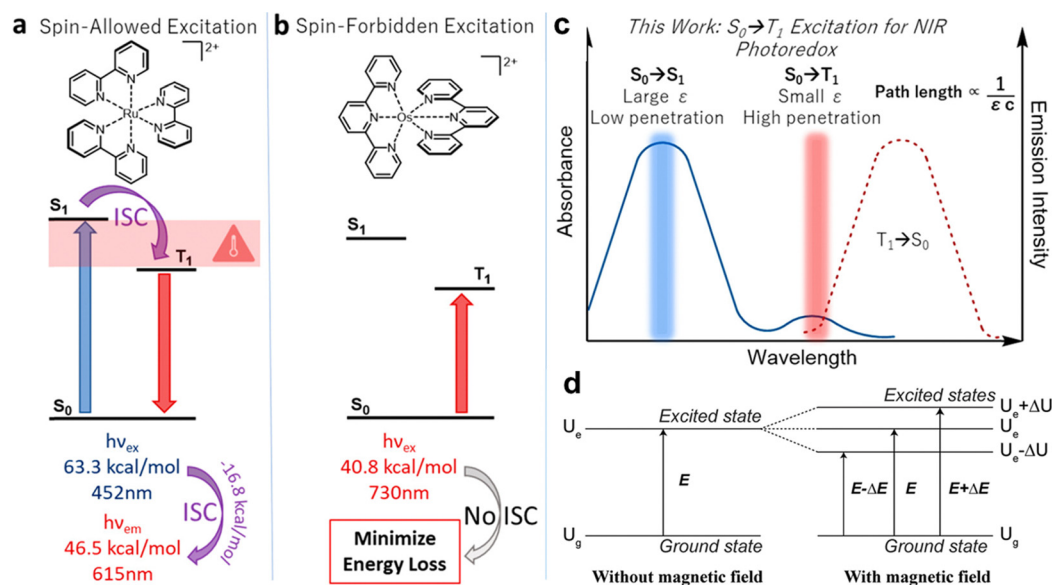 a Spin-Allowed Excitation
2+
N
N
N
Ru
N
N
N
S1
ISC
T1
S0
hνex
63.3 kcal/mol
452nm
ISC
-16.8 kcal/mol
hνem
46.5 kcal/mol
615nm
b Spin-Forbidden Excitation
2+
N
N
N
Os
N
N
N
S1
T1
S0
hνex
40.8 kcal/mol
730nm
No ISC
Minimize
Energy Loss
c
This Work: S0→T1 Excitation for NIR
Photoredox
S0→S1
Large ε
Low penetration
S0→T1
Small ε
High penetration
Path length ∝ 1/ε c
T1→S0
Absorbance
Emission Intensity
Wavelength
d
Excited state
Ue
E
Ug
Ground state
Without magnetic field
Excited states
Ue+ΔU
Ue
Ue-ΔU
E-ΔE
E
E+ΔE
Ground state
Ug
With magnetic field